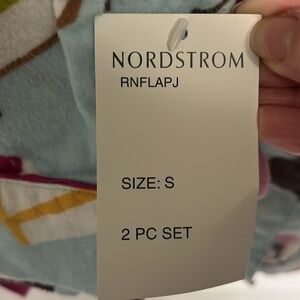 NORDSTROM
RNFLAPJ
SIZE: S
2 PC SET